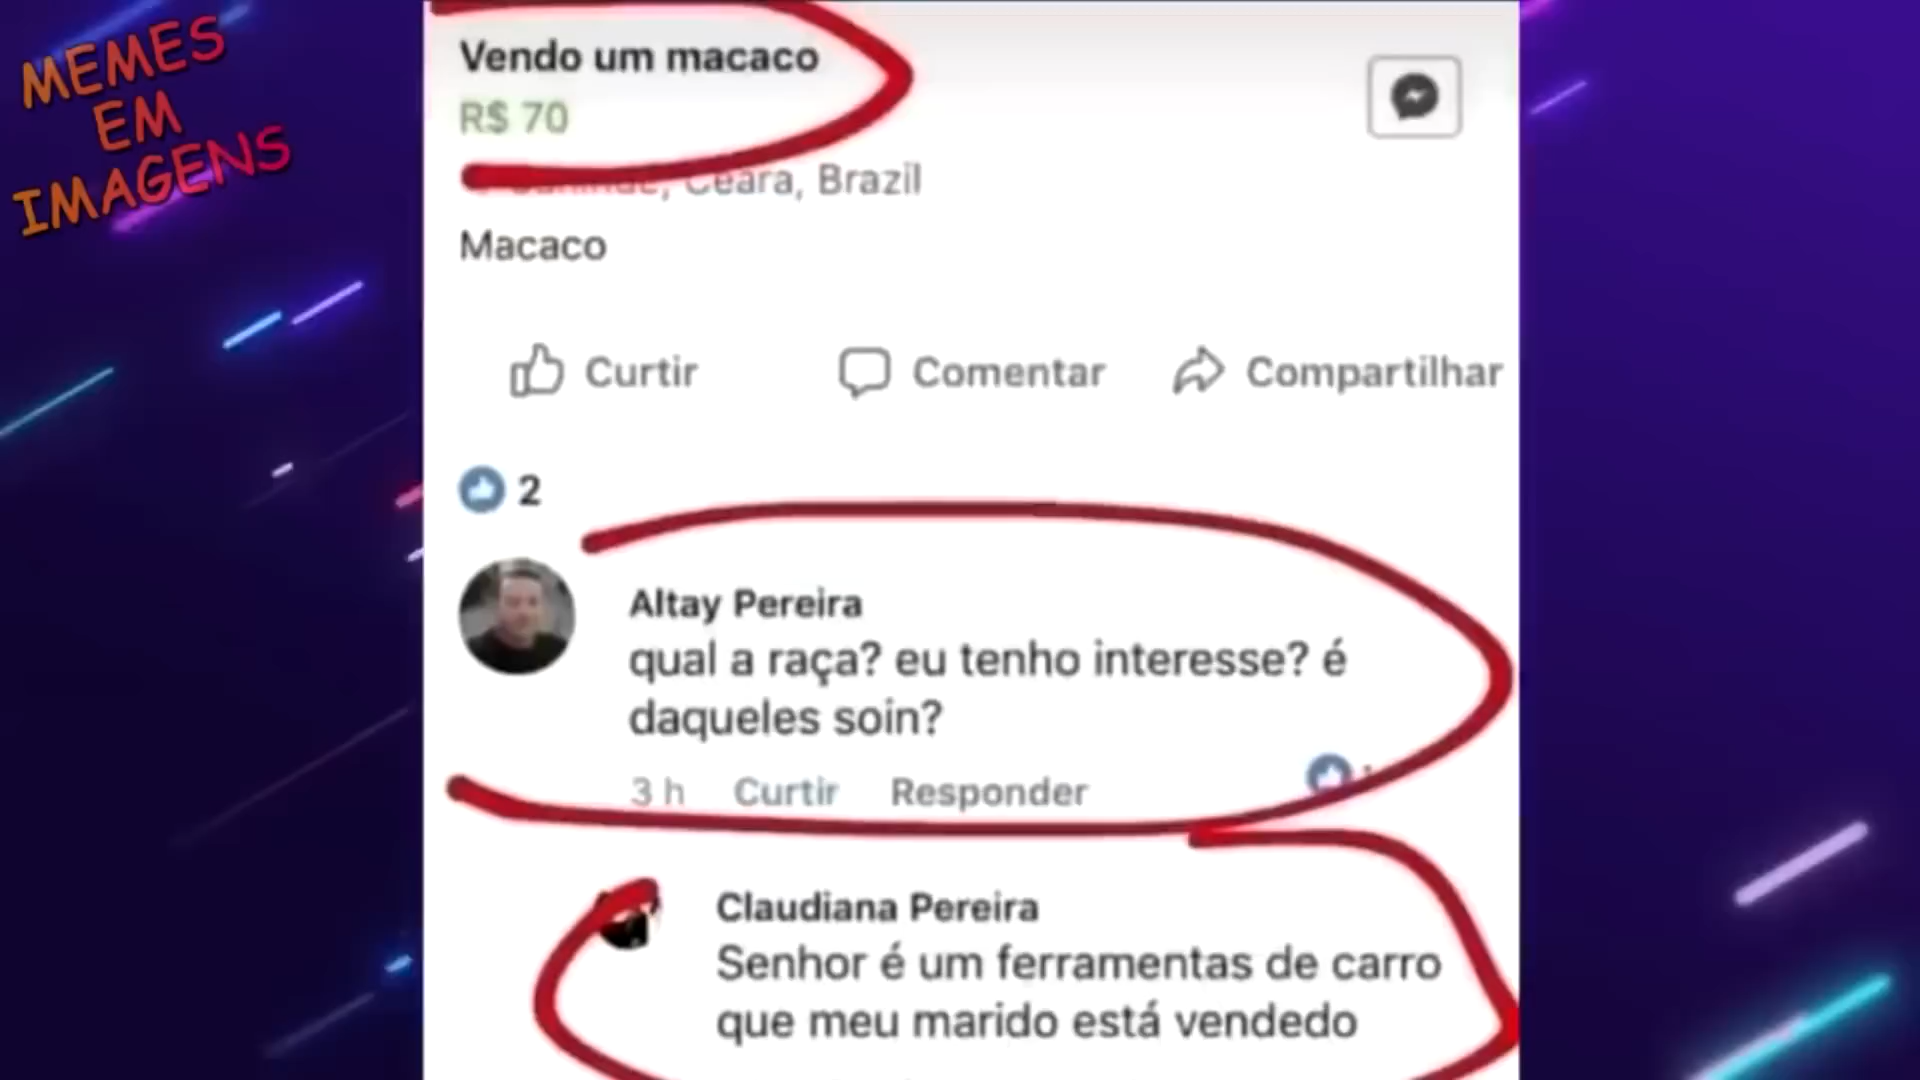 MEMES
EM
IMAGENS
Vendo um macaco
R$ 70
Ceara, Brazil
Macaco
Curtir
Comentar
Compartilhar
2
Altay Pereira
qual a raça? eu tenho interesse? é
daqueles soin?
3 h Curtir Responder
Claudiana Pereira
Senhor é um ferramentas de carro
que meu marido está vendedo